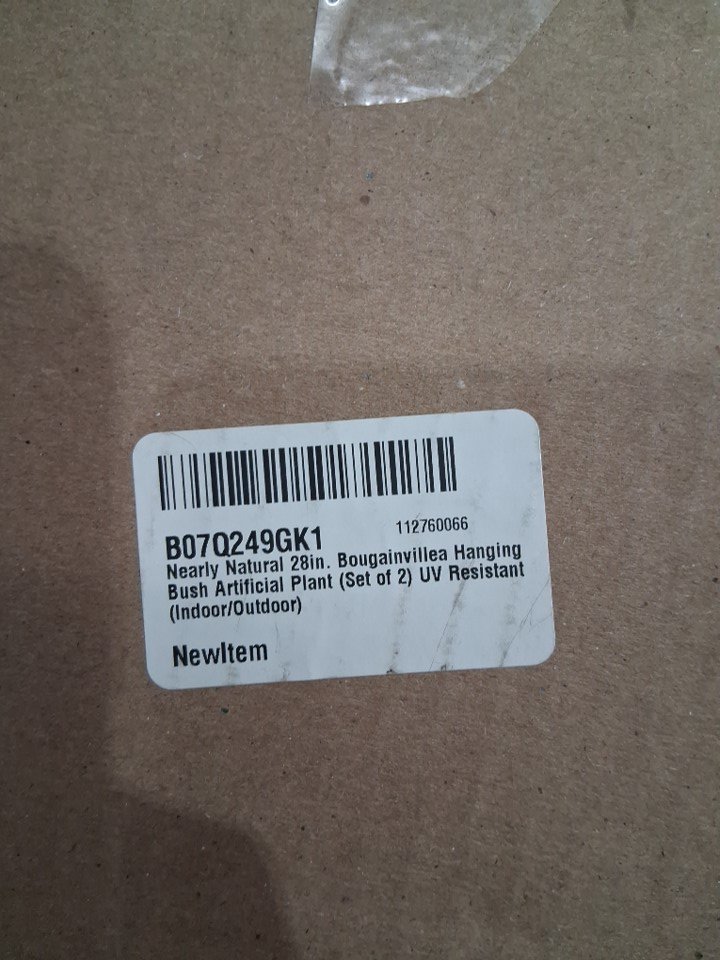 B07Q249GK1 112760066
Nearly Natural 28in. Bougainvillea Hanging
Bush Artificial Plant (Set of 2) UV Resistant
(Indoor/Outdoor)
NewItem